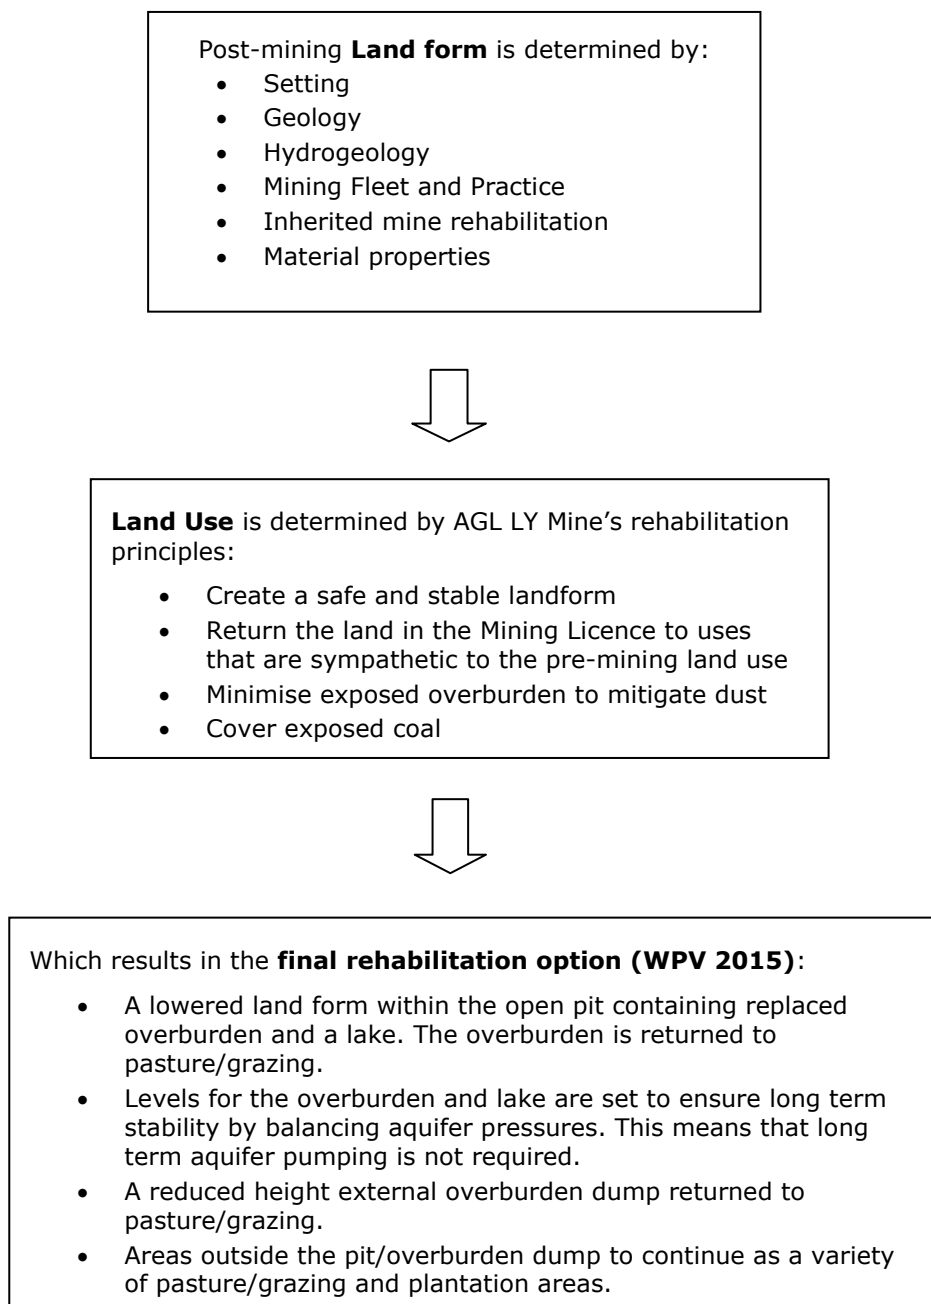 Post-mining Land form is determined by:
• Setting
• Geology
• Hydrogeology
• Mining Fleet and Practice
• Inherited mine rehabilitation
• Material properties
Land Use is determined by AGL LY Mine’s rehabilitation
principles:
• Create a safe and stable landform
• Return the land in the Mining Licence to uses
that are sympathetic to the pre-mining land use
• Minimise exposed overburden to mitigate dust
• Cover exposed coal
Which results in the final rehabilitation option (WPV 2015):
• A lowered land form within the open pit containing replaced
overburden and a lake. The overburden is returned to
pasture/grazing.
• Levels for the overburden and lake are set to ensure long term
stability by balancing aquifer pressures. This means that long
term aquifer pumping is not required.
• A reduced height external overburden dump returned to
pasture/grazing.
• Areas outside the pit/overburden dump to continue as a variety
of pasture/grazing and plantation areas.